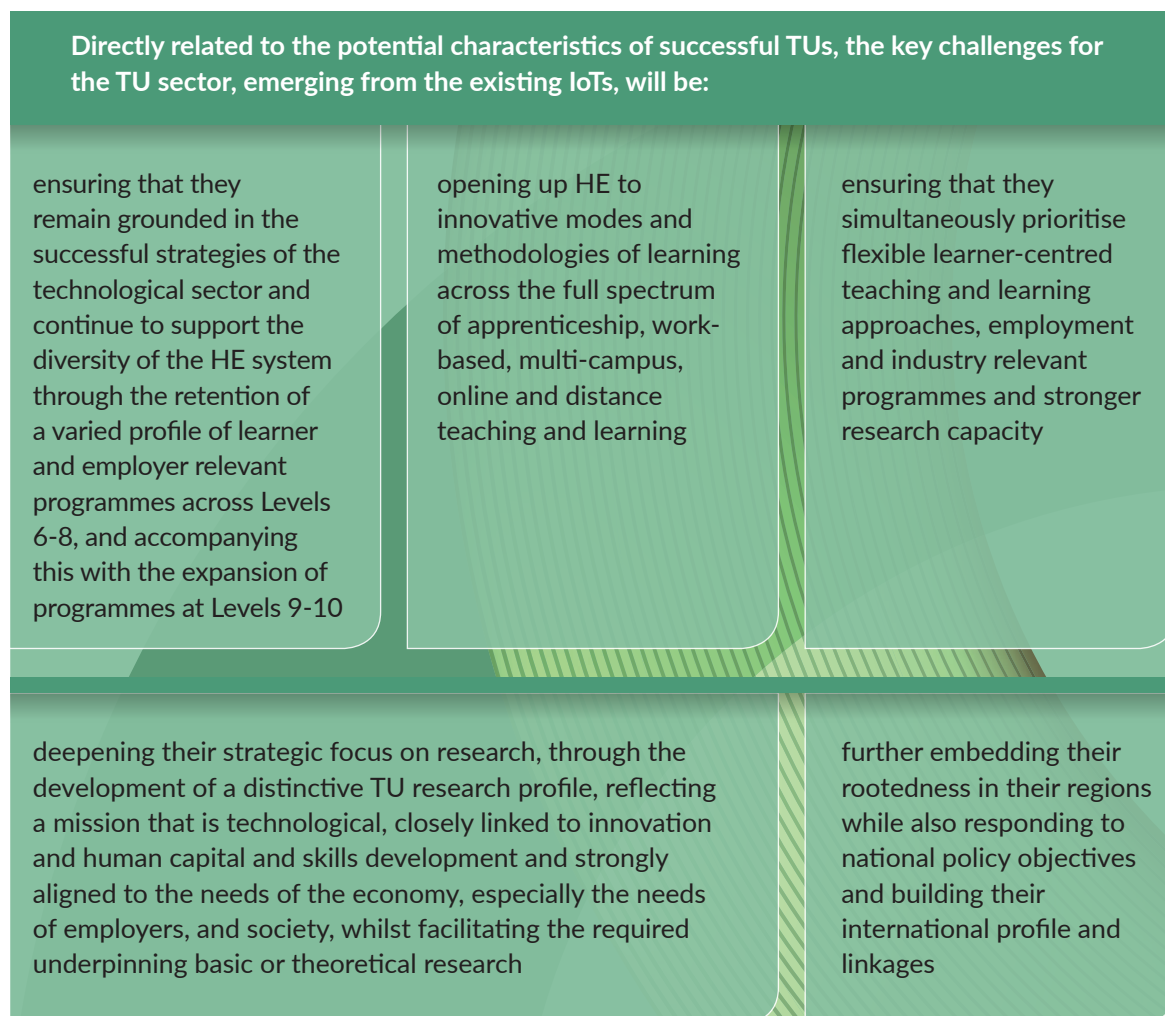 Directly related to the potential characteristics of successful TUs, the key challenges for
the TU sector, emerging from the existing IoTs, will be:
ensuring that they
remain grounded in the
successful strategies of the
technological sector and
continue to support the
diversity of the HE system
through the retention of
a varied profile of learner
and employer relevant
programmes across Levels
6-8, and accompanying
this with the expansion of
programmes at Levels 9-10
opening up HE to
innovative modes and
methodologies of learning
across the full spectrum
of apprenticeship, work-
based, multi-campus,
online and distance
teaching and learning
ensuring that they
simultaneously prioritise
flexible learner-centred
teaching and learning
approaches, employment
and industry relevant
programmes and stronger
research capacity
deepening their strategic focus on research, through the
development of a distinctive TU research profile, reflecting
a mission that is technological, closely linked to innovation
and human capital and skills development and strongly
aligned to the needs of the economy, especially the needs
of employers, and society, whilst facilitating the required
underpinning basic or theoretical research
further embedding their
rootedness in their regions
while also responding to
national policy objectives
and building their
international profile and
linkages